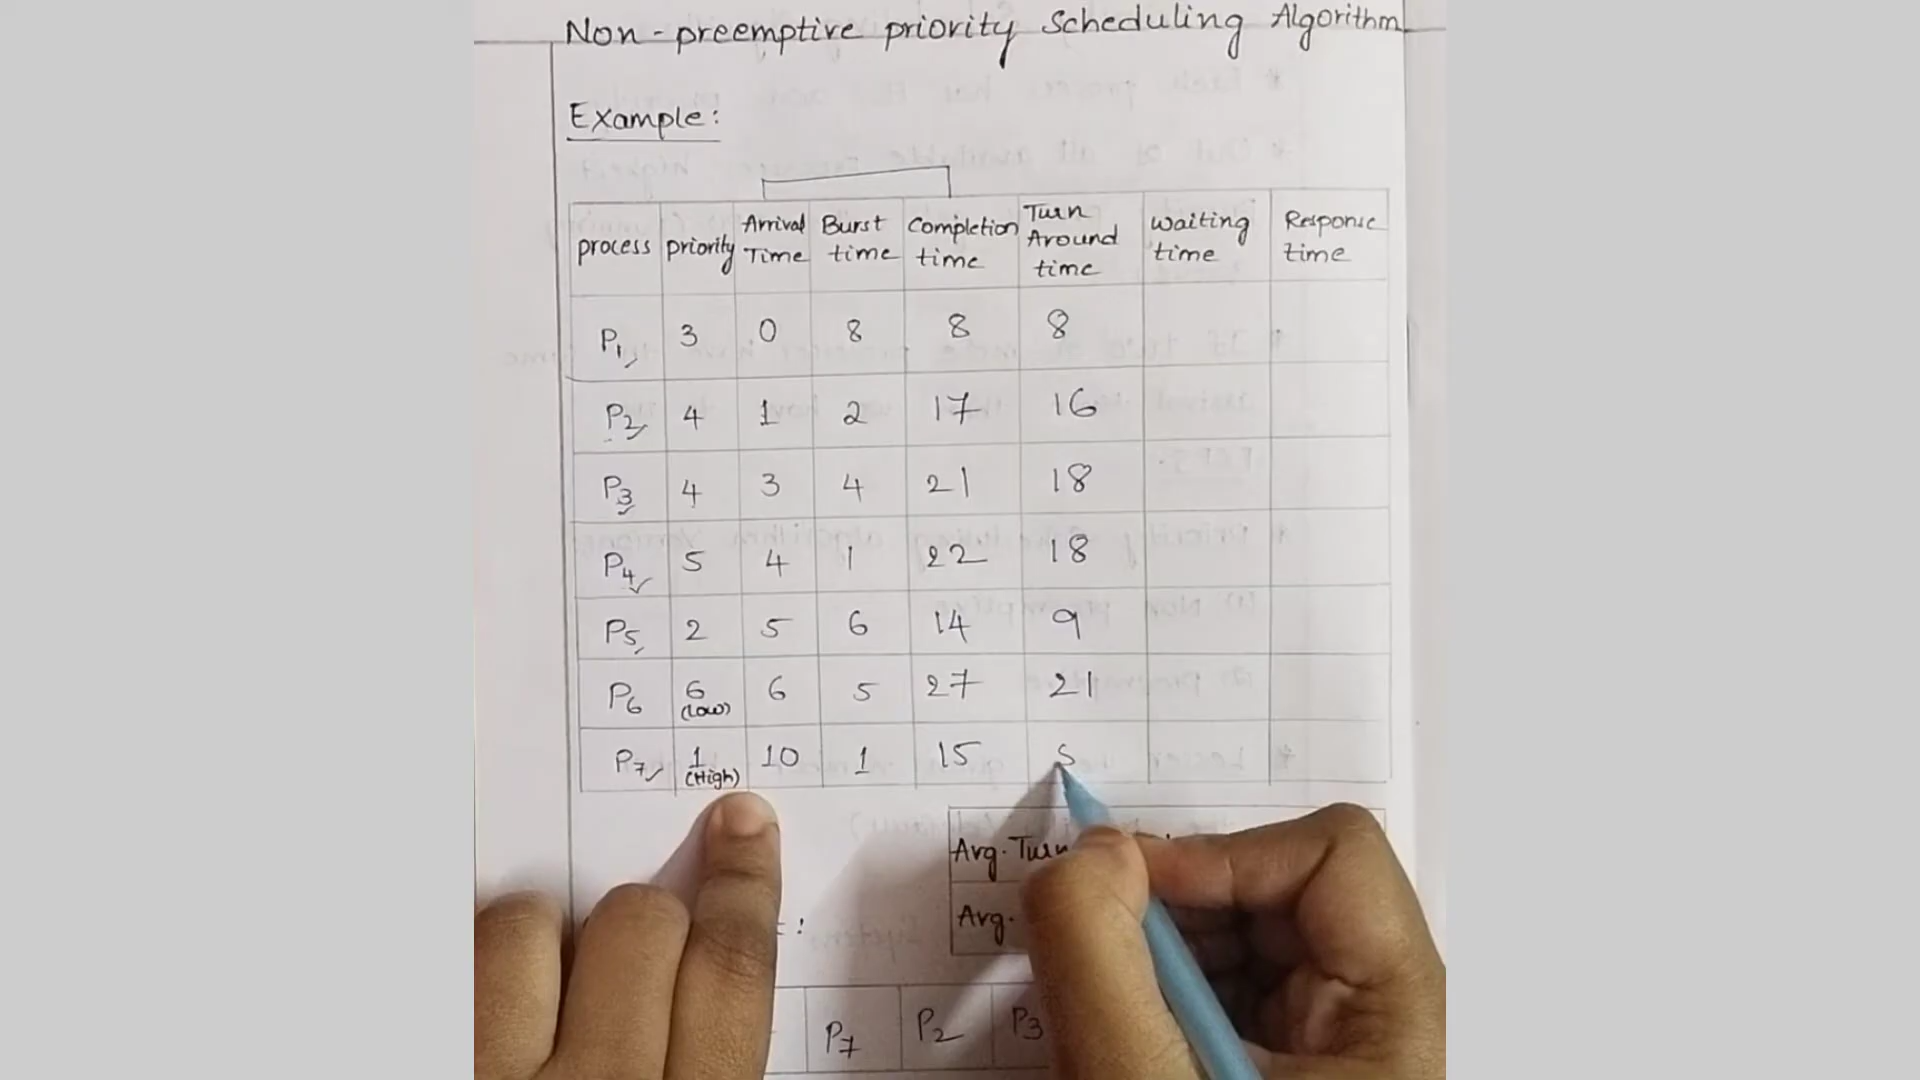 Non-preemptive priority Scheduling Algorithm
Example:
process priority Arrival Time Burst time Completion time Turn Around time Waiting time Response time
P1 3 0 8 8 8
P2 4 1 2 17 16
P3 4 3 4 21 18
P4 5 4 1 22 18
P5 2 5 6 14 9
P6 6 (Low) 6 5 27 21
P7 1 (High) 10 1 15 5
Avg. Turn
Avg.
P7 P2 P3